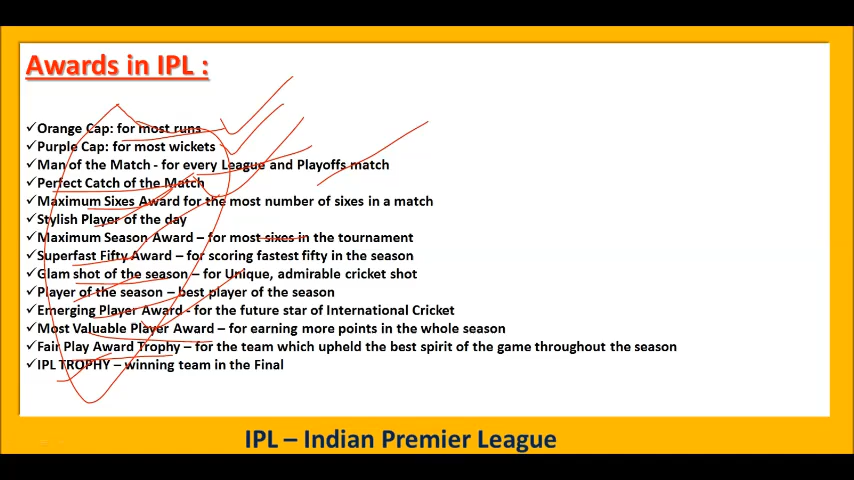 Awards in IPL :
✓Orange Cap: for most runs
✓Purple Cap: for most wickets
✓Man of the Match - for every League and Playoffs match
✓Perfect Catch of the Match
✓Maximum Sixes Award for the most number of sixes in a match
✓Stylish Player of the day
✓Maximum Season Award – for most sixes in the tournament
✓Superfast Fifty Award – for scoring fastest fifty in the season
✓Glam shot of the season – for Unique, admirable cricket shot
✓Player of the season – best player of the season
✓Emerging Player Award - for the future star of International Cricket
✓Most Valuable Player Award – for earning more points in the whole season
✓Fair Play Award Trophy – for the team which upheld the best spirit of the game throughout the season
✓IPL TROPHY – winning team in the Final
IPL – Indian Premier League